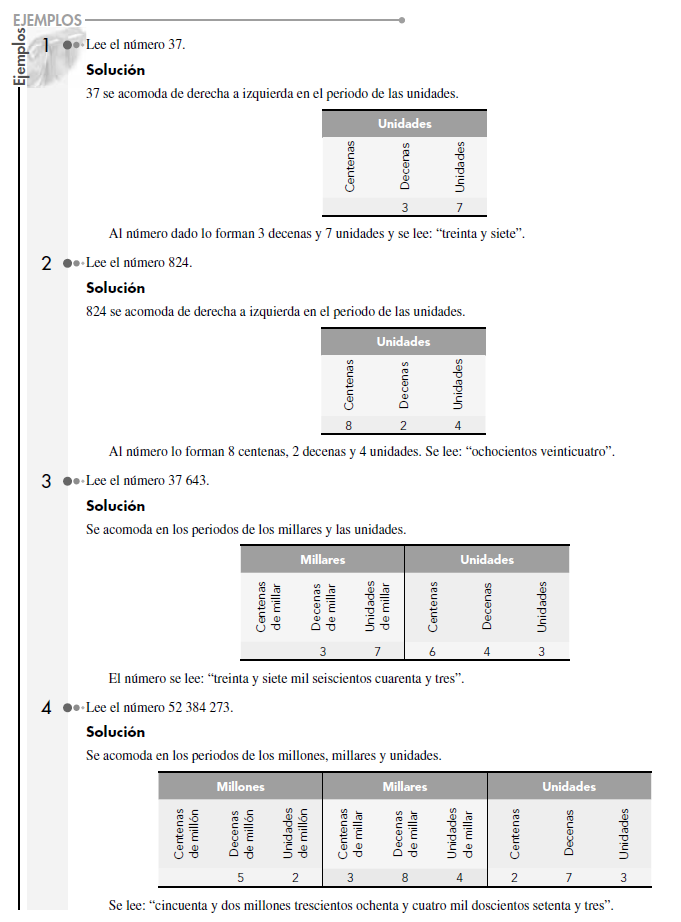 EJEMPLOS
Ejemplos
1 Lee el número 37.
Solución
37 se acomoda de derecha a izquierda en el periodo de las unidades.
Unidades
Centenas Decenas Unidades
3 7
Al número dado lo forman 3 decenas y 7 unidades y se lee: “treinta y siete”.
2 Lee el número 824.
Solución
824 se acomoda de derecha a izquierda en el periodo de las unidades.
Unidades
Centenas Decenas Unidades
8 2 4
Al número lo forman 8 centenas, 2 decenas y 4 unidades. Se lee: “ochocientos veinticuatro”.
3 Lee el número 37 643.
Solución
Se acomoda en los periodos de los millares y las unidades.
Millares Unidades
Centenas de millar Decenas de millar Unidades de millar Centenas Decenas Unidades
3 7 6 4 3
El número se lee: “treinta y siete mil seiscientos cuarenta y tres”.
4 Lee el número 52 384 273.
Solución
Se acomoda en los periodos de los millones, millares y unidades.
Millones Millares Unidades
Centenas de millón Decenas de millón Unidades de millón Centenas de millar Decenas de millar Unidades de millar Centenas Decenas Unidades
5 2 3 8 4 2 7 3
Se lee: “cincuenta y dos millones trescientos ochenta y cuatro mil doscientos setenta y tres”.